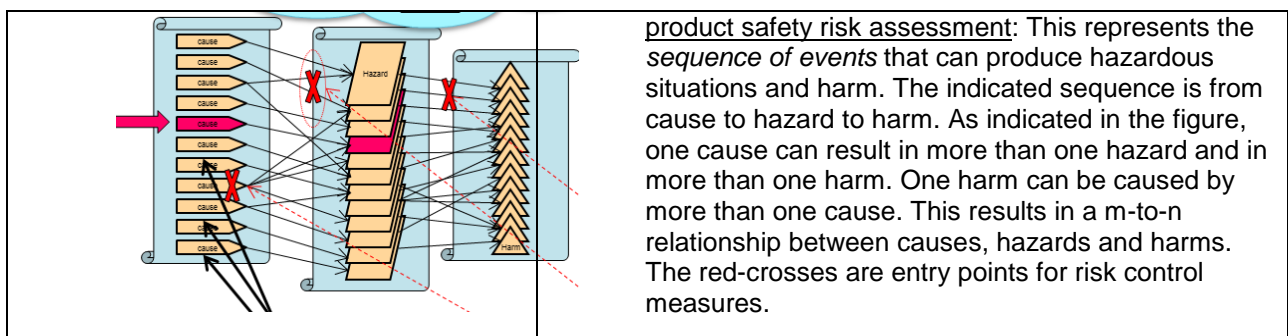 cause
cause
cause
cause
cause
cause
cause
cause
cause
cause
cause
Hazard
Harm
product safety risk assessment: This represents the
sequence of events that can produce hazardous
situations and harm. The indicated sequence is from
cause to hazard to harm. As indicated in the figure,
one cause can result in more than one hazard and in
more than one harm. One harm can be caused by
more than one cause. This results in a m-to-n
relationship between causes, hazards and harms.
The red-crosses are entry points for risk control
measures.